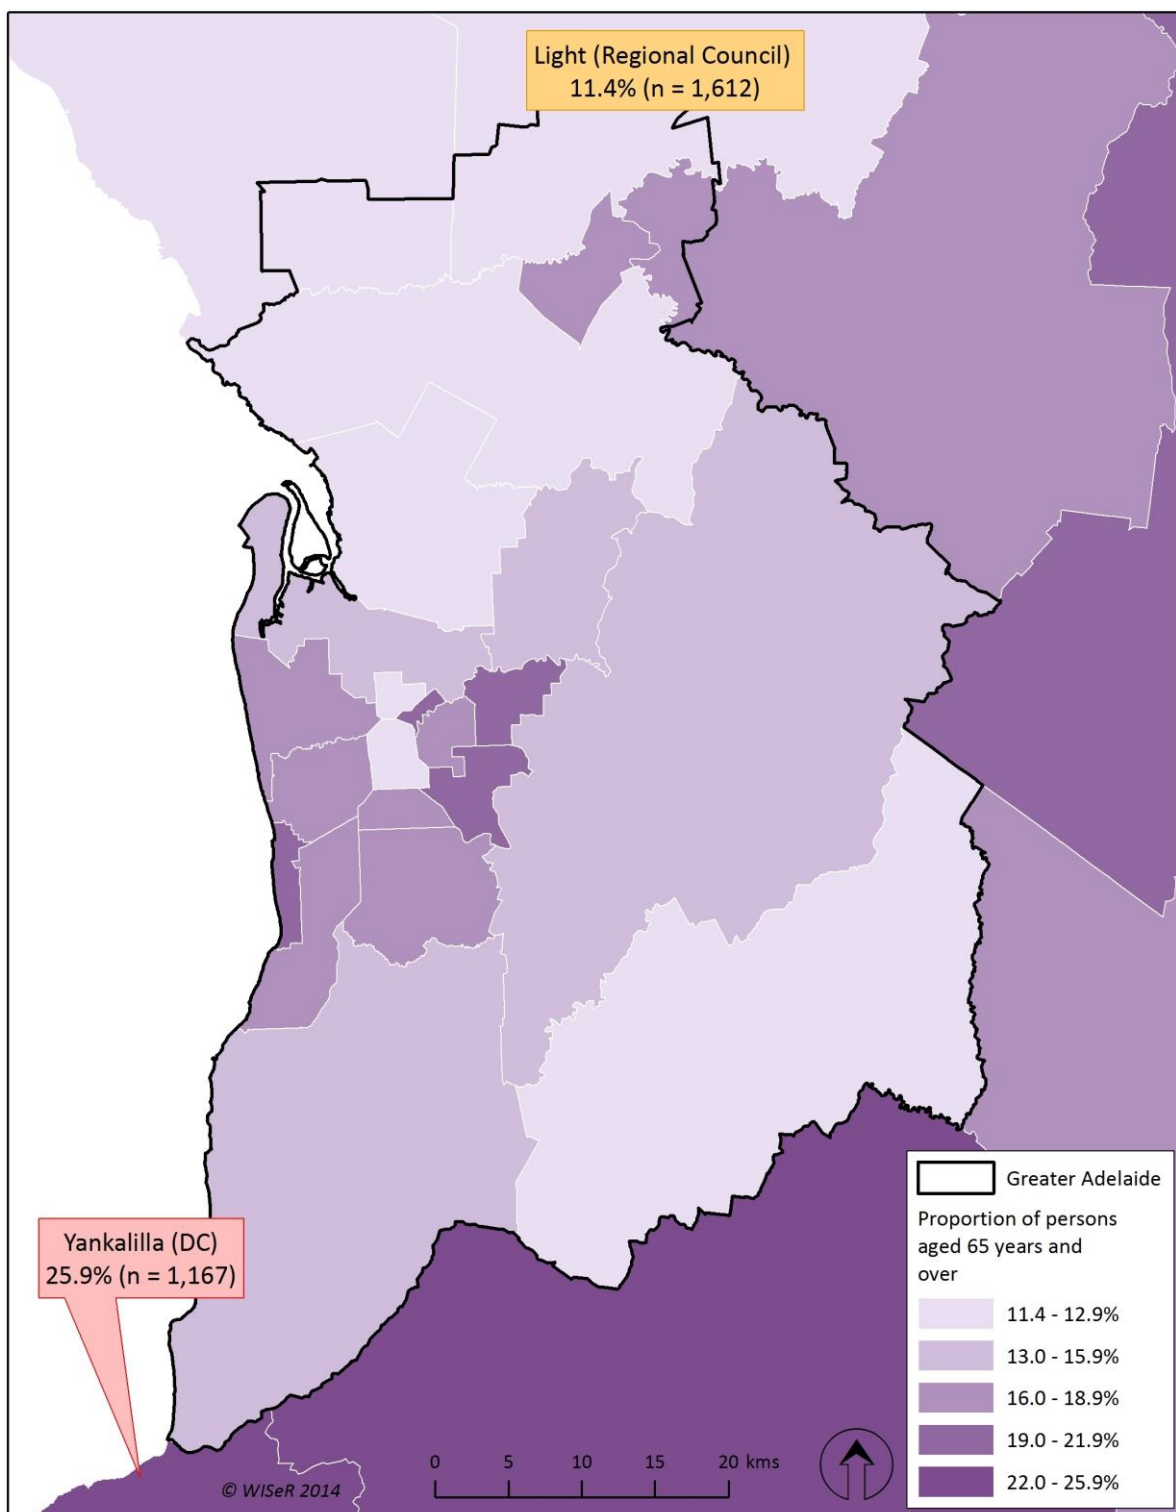 Light (Regional Council)
11.4% (n = 1,612)
Yankalilla (DC)
25.9% (n = 1,167)
Greater Adelaide
Proportion of persons
aged 65 years and
over
11.4 - 12.9%
13.0 - 15.9%
16.0 - 18.9%
19.0 - 21.9%
22.0 - 25.9%
0 5 10 15 20 kms
© WISeR 2014